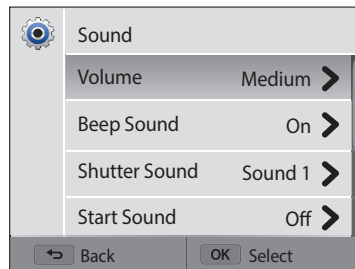 Sound
Volume Medium
Beep Sound On
Shutter Sound Sound 1
Start Sound Off
Back OK Select